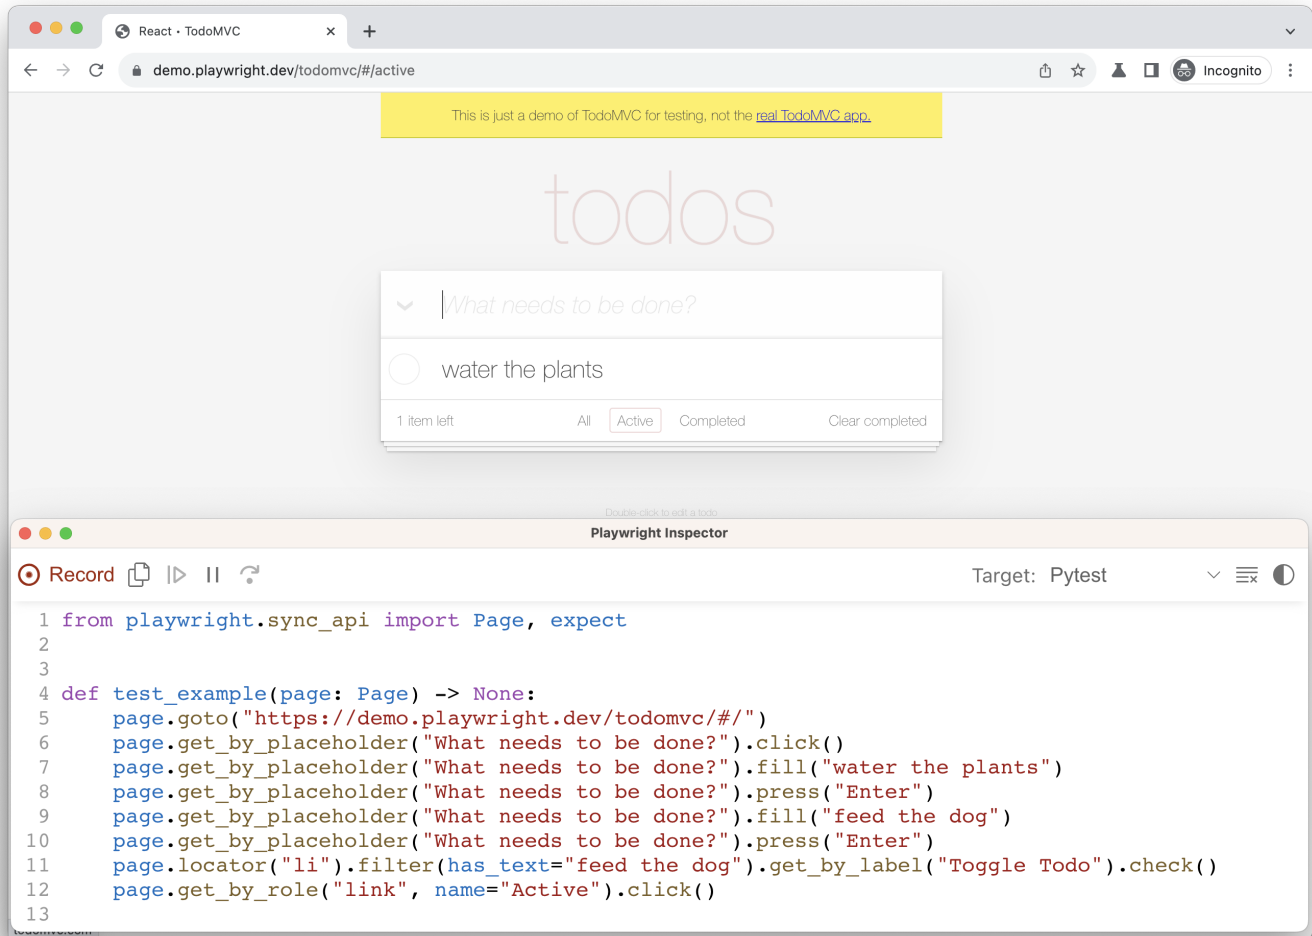 React • TodoMVC
demo.playwright.dev/todomvc/#/active
Incognito
This is just a demo of TodoMVC for testing, not the real TodoMVC app.
todos
What needs to be done?
water the plants
1 item left All Active Completed Clear completed
Double-click to edit a todo
Playwright Inspector
Record Target: Pytest
1 from playwright.sync_api import Page, expect
2
3
4 def test_example(page: Page) -> None:
5     page.goto("https://demo.playwright.dev/todomvc/#/")
6     page.get_by_placeholder("What needs to be done?").click()
7     page.get_by_placeholder("What needs to be done?").fill("water the plants")
8     page.get_by_placeholder("What needs to be done?").press("Enter")
9     page.get_by_placeholder("What needs to be done?").fill("feed the dog")
10     page.get_by_placeholder("What needs to be done?").press("Enter")
11     page.locator("li").filter(has_text="feed the dog").get_by_label("Toggle Todo").check()
12     page.get_by_role("link", name="Active").click()
13